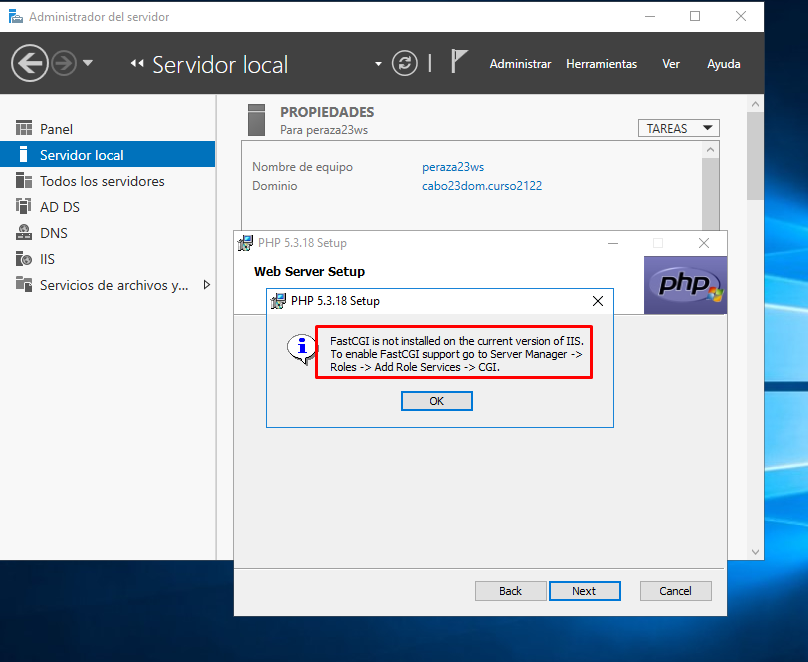 Administrador del servidor
Servidor local
Administrar
Herramientas
Ver
Ayuda
Panel
Servidor local
Todos los servidores
AD DS
DNS
IIS
Servicios de archivos y...
PROPIEDADES
Para peraza23ws
TAREAS
Nombre de equipo peraza23ws
Dominio cabo23dom.curso2122
PHP 5.3.18 Setup
Web Server Setup
php
PHP 5.3.18 Setup
FastCGI is not installed on the current version of IIS.
To enable FastCGI support go to Server Manager ->
Roles -> Add Role Services -> CGI.
OK
Back
Next
Cancel